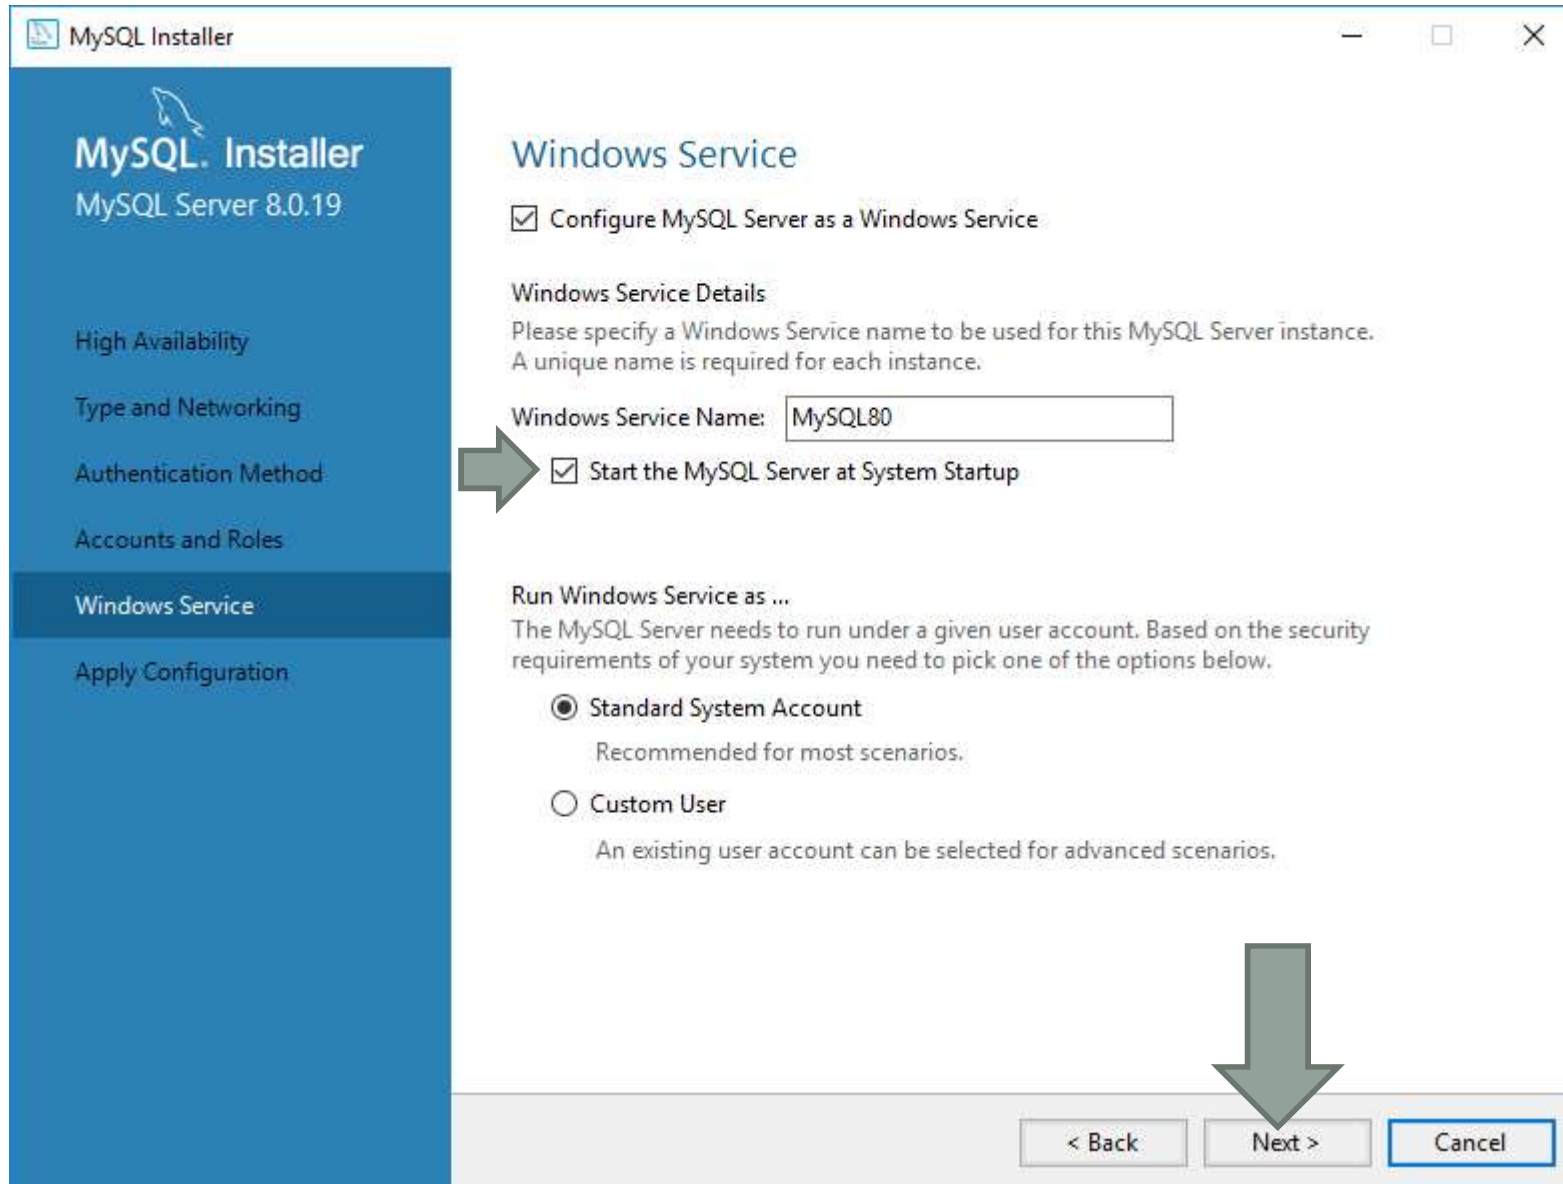 MySQL Installer
MySQL. Installer
MySQL Server 8.0.19
High Availability
Type and Networking
Authentication Method
Accounts and Roles
Windows Service
Apply Configuration
Windows Service
Configure MySQL Server as a Windows Service
Windows Service Details
Please specify a Windows Service name to be used for this MySQL Server instance.
A unique name is required for each instance.
Windows Service Name: MySQL80
Start the MySQL Server at System Startup
Run Windows Service as ...
The MySQL Server needs to run under a given user account. Based on the security
requirements of your system you need to pick one of the options below.
Standard System Account
Recommended for most scenarios.
Custom User
An existing user account can be selected for advanced scenarios.
< Back Next > Cancel